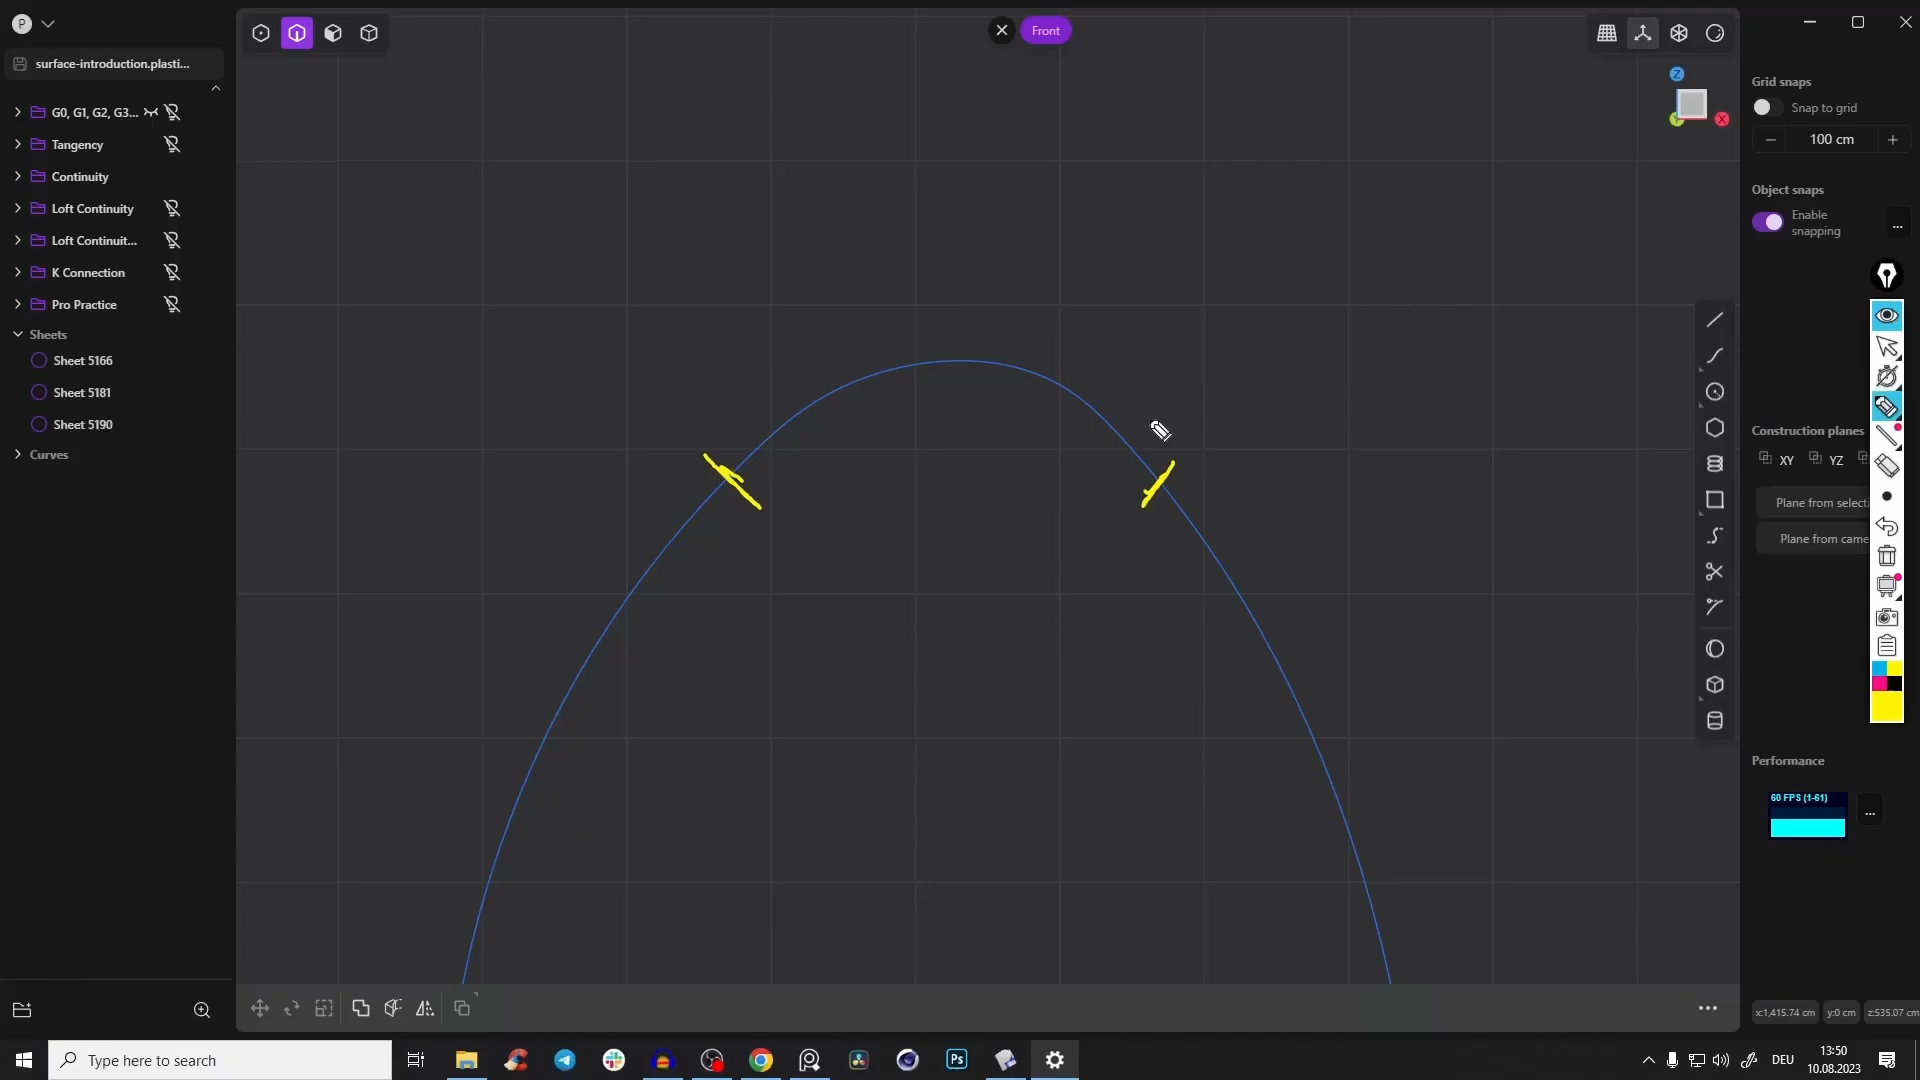 P
surface-introduction.plasti...
G0, G1, G2, G3...
Tangency
Continuity
Loft Continuity
Loft Continuit...
K Connection
Pro Practice
Sheets
Sheet 5166
Sheet 5181
Sheet 5190
Curves
Front
Z
Y
X
Grid snaps
Snap to grid
100 cm
Object snaps
Enable
snapping
...
Construction planes
XY
YZ
Plane from select
Plane from came
Performance
60 FPS (1-61)
...
x:1,415.74 cm
y:0 cm
z:535.07 cm
Type here to search
Ps
DEU
13:50
10.08.2023